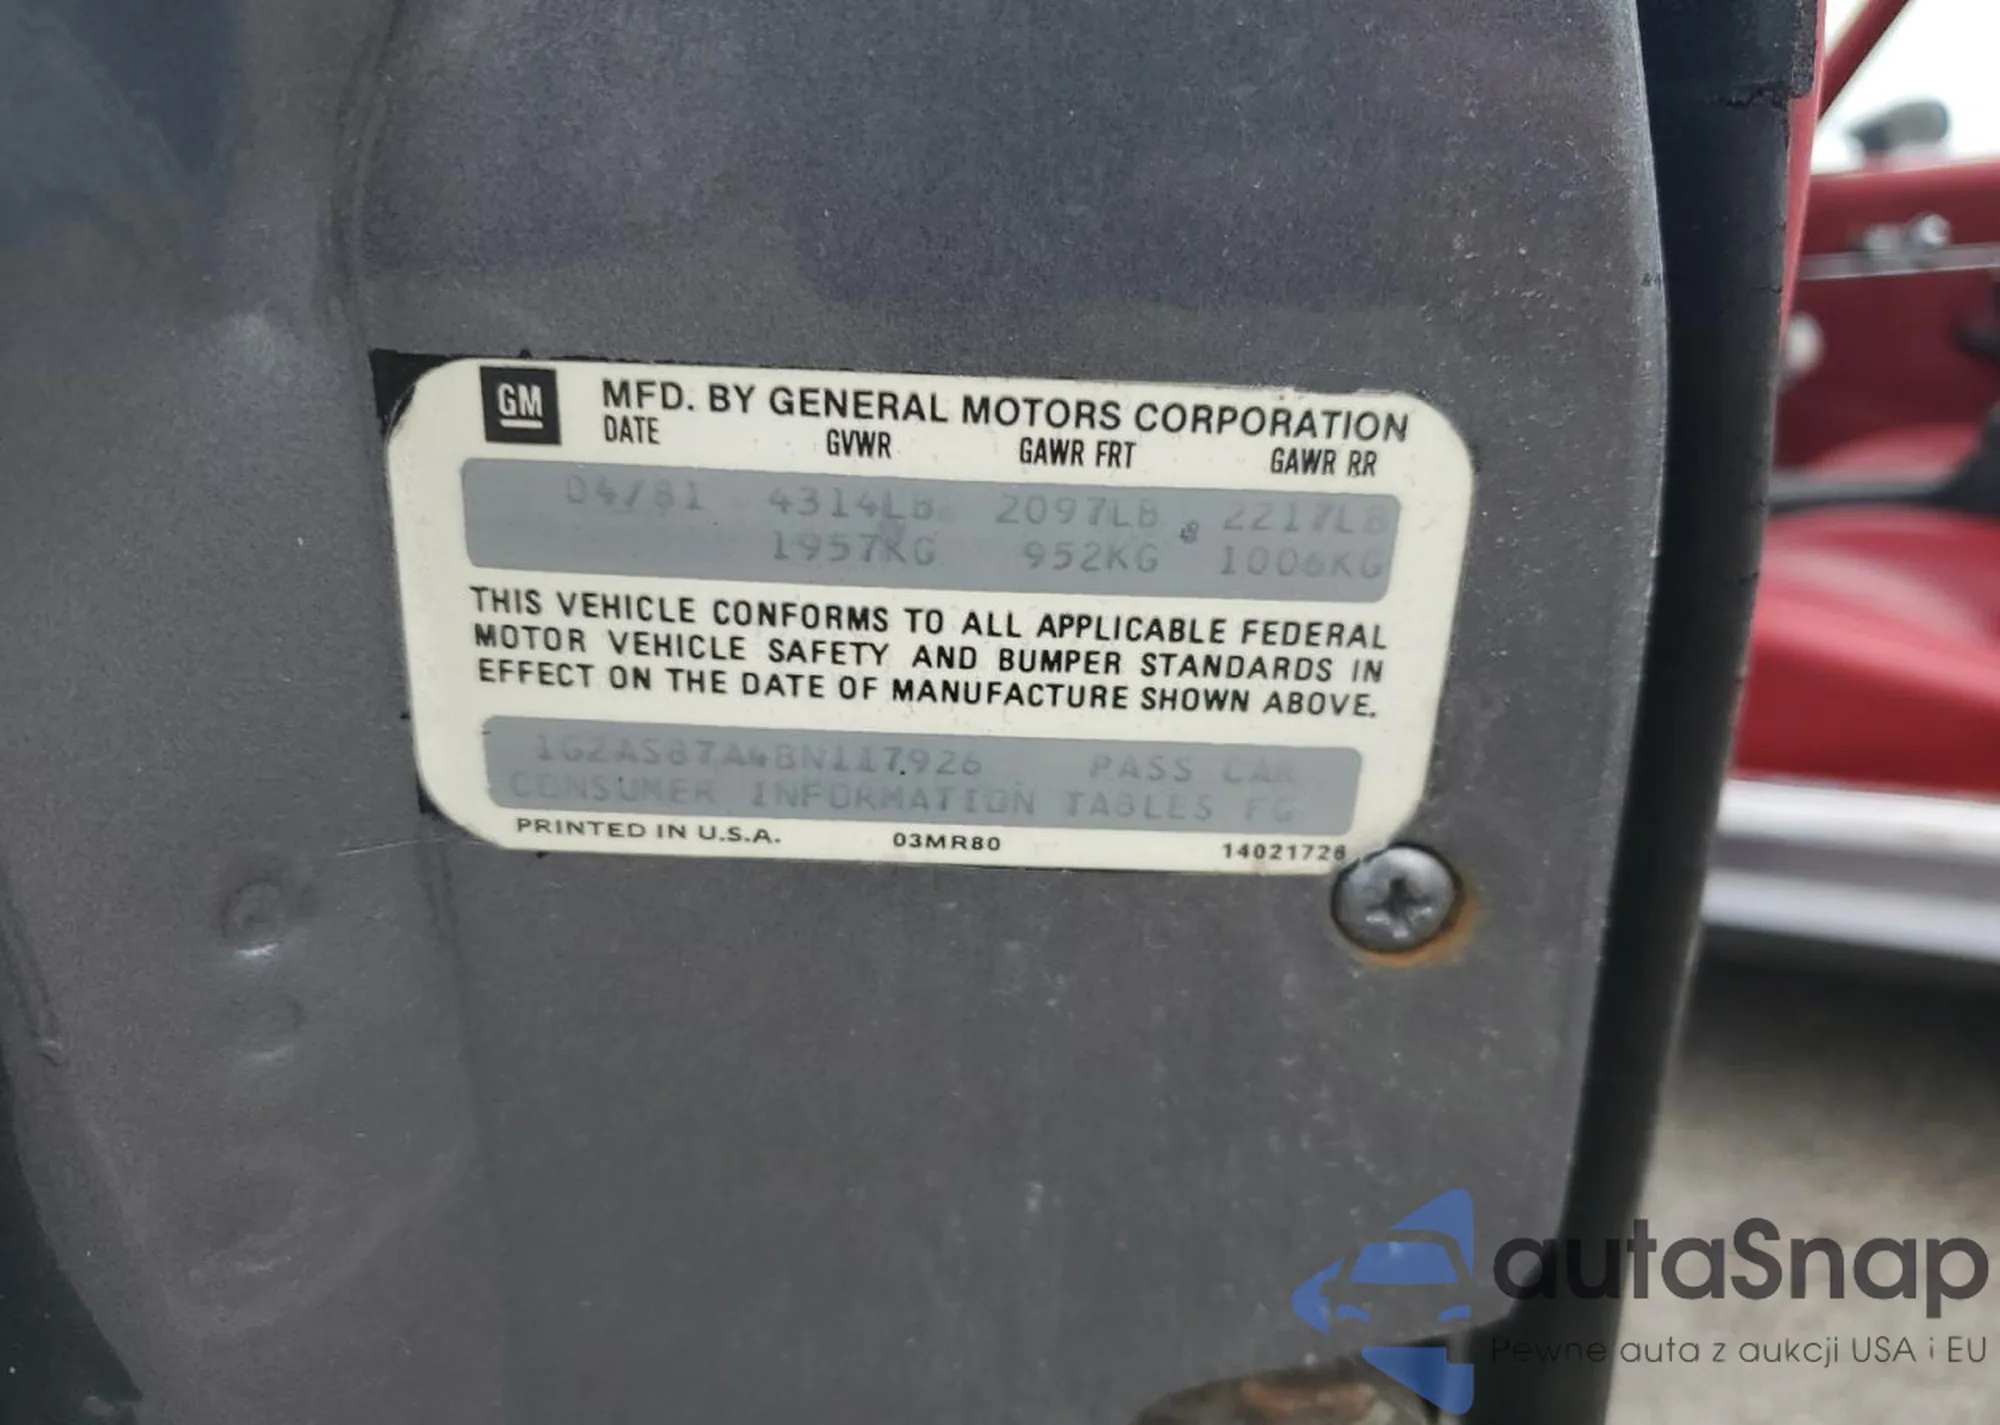 GM MFD. BY GENERAL MOTORS CORPORATION
DATE GVWR GAWR FRT GAWR RR
04/81 4314LB 2097LB 2217LB
1957KG 952KG 1006KG
THIS VEHICLE CONFORMS TO ALL APPLICABLE FEDERAL
MOTOR VEHICLE SAFETY AND BUMPER STANDARDS IN
EFFECT ON THE DATE OF MANUFACTURE SHOWN ABOVE.
1G2AS87A4BN117926 PASS CAR
CONSUMER INFORMATION TABLES FG
PRINTED IN U.S.A. 03MR80 14021726
autaSnap
Pewne auta z aukcji USA i EU